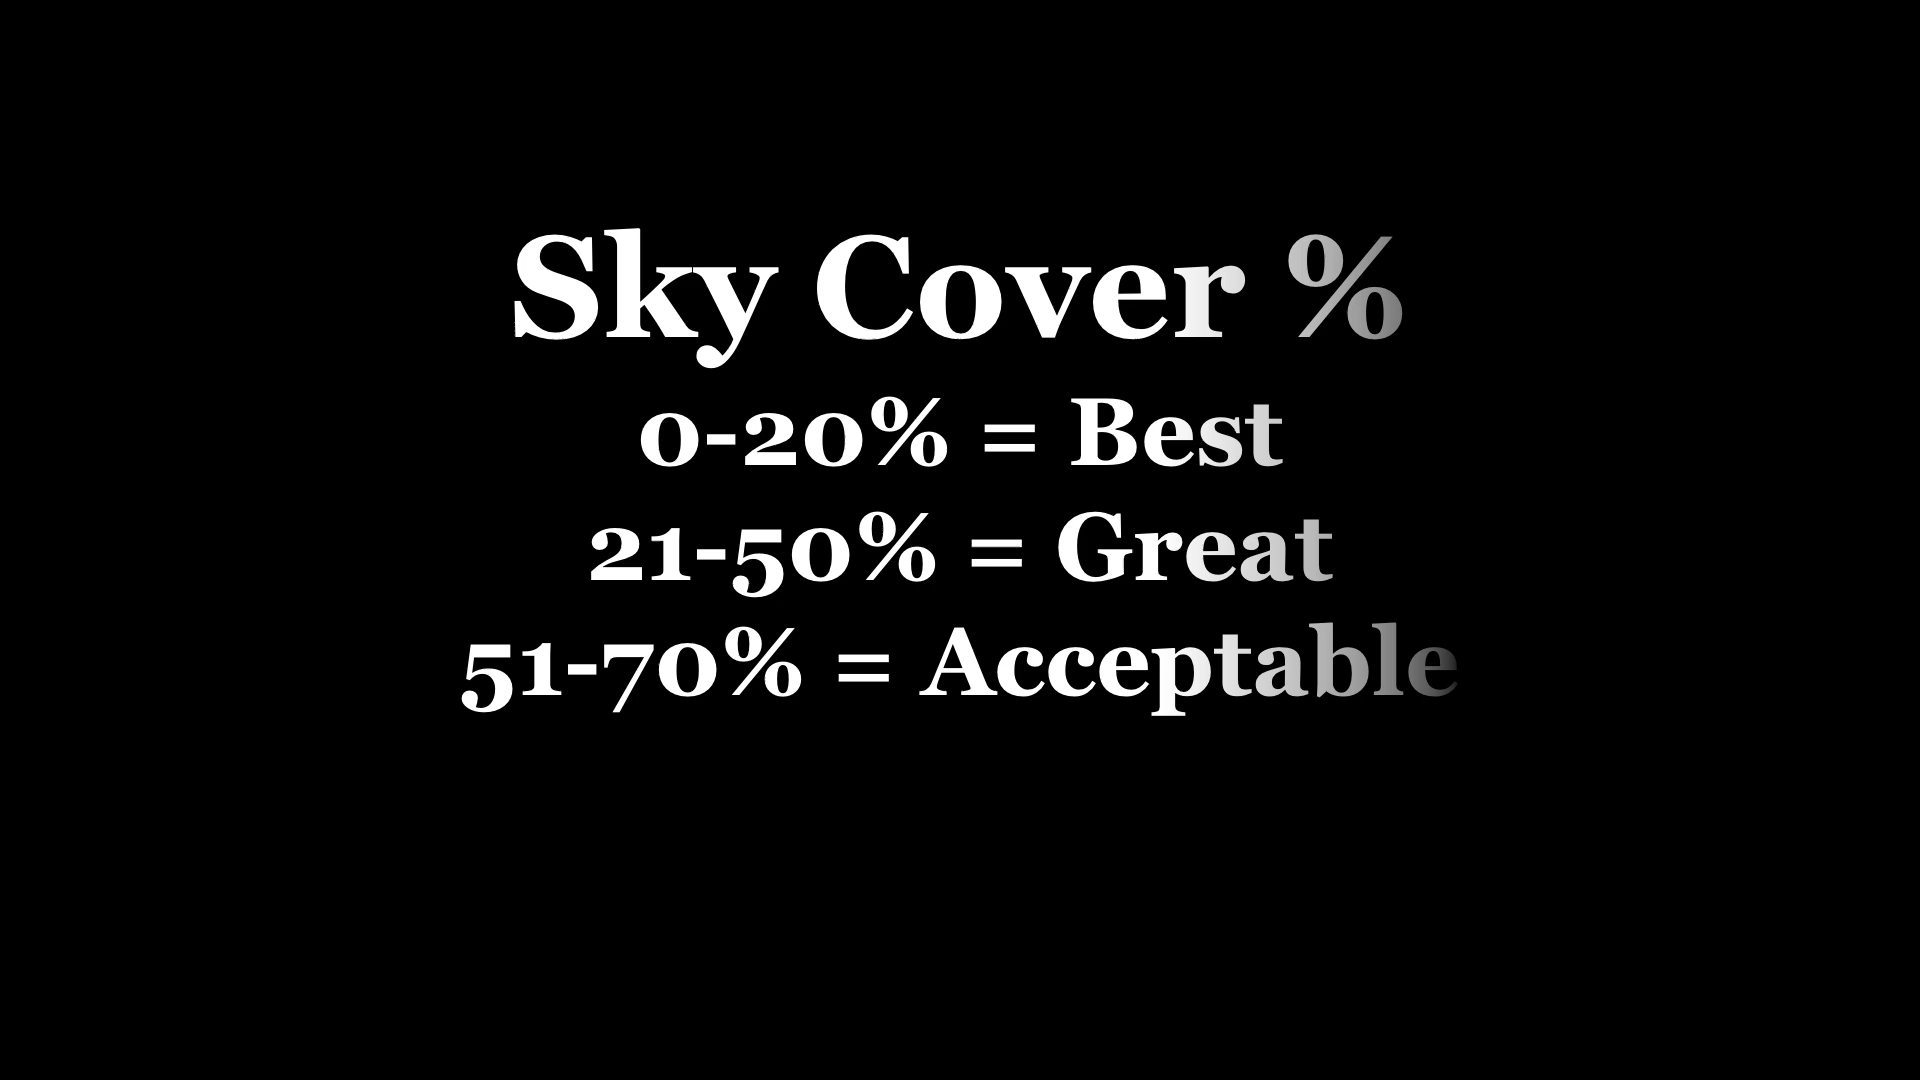 Sky Cover %
0-20% = Best
21-50% = Great
51-70% = Acceptable